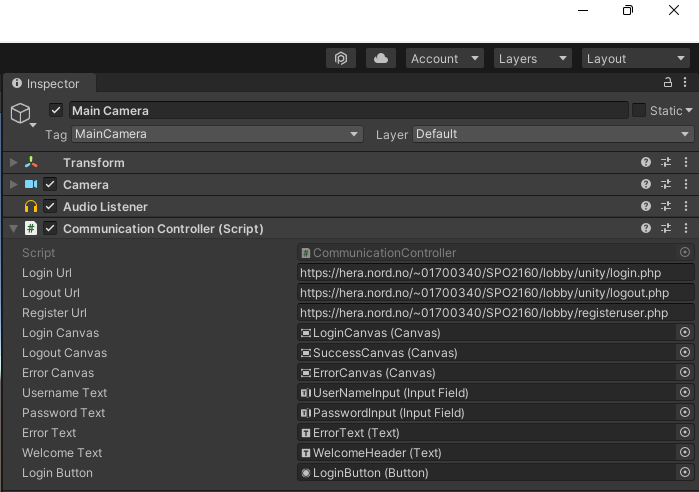 Account Layers Layout
Inspector
Main Camera Static
Tag MainCamera Layer Default
Transform
Camera
Audio Listener
# Communication Controller (Script)
Script # CommunicationController
Login Url https://hera.nord.no/~01700340/SPO2160/lobby/unity/login.php
Logout Url https://hera.nord.no/~01700340/SPO2160/lobby/unity/logout.php
Register Url https://hera.nord.no/~01700340/SPO2160/lobby/registeruser.php
Login Canvas LoginCanvas (Canvas)
Logout Canvas SuccessCanvas (Canvas)
Error Canvas ErrorCanvas (Canvas)
Username Text UserNameInput (Input Field)
Password Text PasswordInput (Input Field)
Error Text ErrorText (Text)
Welcome Text WelcomeHeader (Text)
Login Button LoginButton (Button)